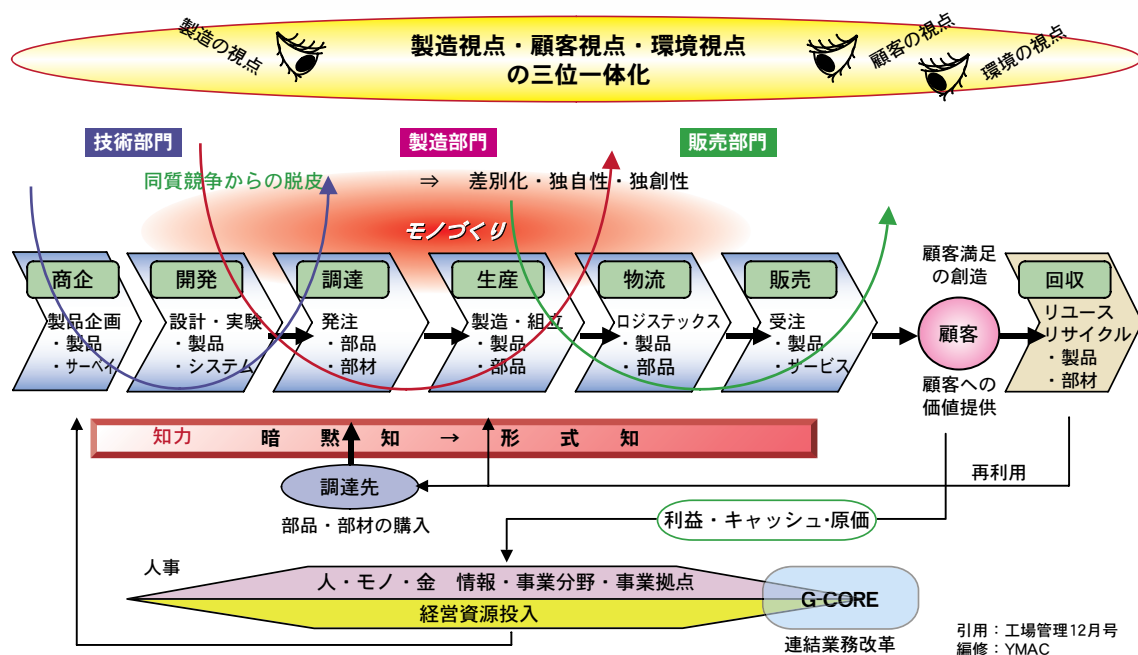 製造の視点
製造視点・顧客視点・環境視点
の三位一体化
顧客の視点
環境の視点
技術部門
製造部門
販売部門
同質競争からの脱皮 ⇒ 差別化・独自性・独創性
モノづくり
商企
製品企画
・製品
・サーベイ
開発
設計・実験
・製品
・システム
調達
発注
・部品
・部材
生産
製造・組立
・製品
・部品
物流
ロジステックス
・製品
・部品
販売
受注
・製品
・サービス
顧客満足
の創造
顧客
顧客への
価値提供
回収
リユース
リサイクル
・製品
・部材
知力 暗黙知 → 形式知
調達先
部品・部材の購入
再利用
利益・キャッシュ・原価
人事
人・モノ・金 情報・事業分野・事業拠点
経営資源投入
G-CORE
連結業務改革
引用：工場管理12月号
編修：YMAC